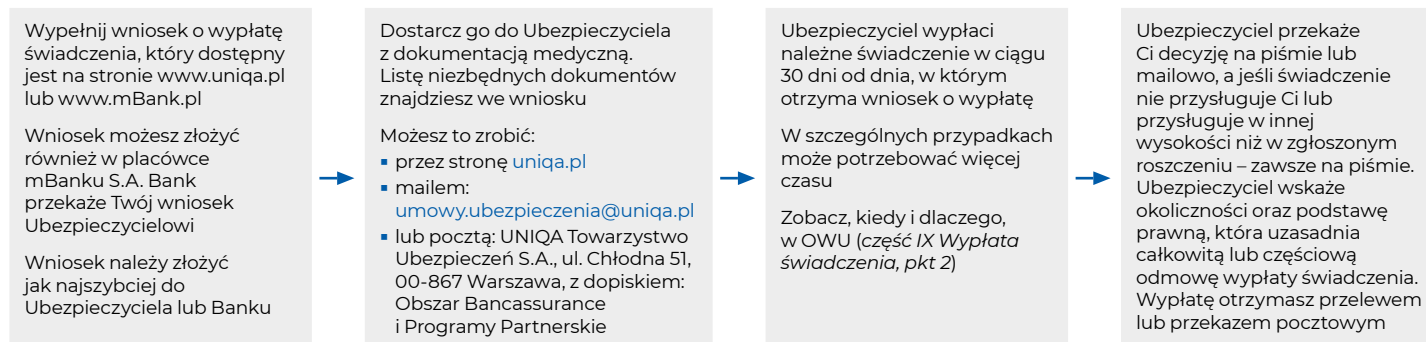 Wypełnij wniosek o wypłatę
świadczenia, który dostępny
jest na stronie www.uniqa.pl
lub www.mBank.pl
Wniosek możesz złożyć
również w placówce
mBanku S.A. Bank
przekaże Twój wniosek
Ubezpieczycielowi
Wniosek należy złożyć
jak najszybciej do
Ubezpieczyciela lub Banku
Dostarcz go do Ubezpieczyciela
z dokumentacją medyczną.
Listę niezbędnych dokumentów
znajdziesz we wniosku
Możesz to zrobić:
▪ przez stronę uniqa.pl
▪ mailem:
umowy.ubezpieczenia@uniqa.pl
▪ lub pocztą: UNIQA Towarzystwo
Ubezpieczeń S.A., ul. Chłodna 51,
00-867 Warszawa, z dopiskiem:
Obszar Bancassurance
i Programy Partnerskie
Ubezpieczyciel wypłaci
należne świadczenie w ciągu
30 dni od dnia, w którym
otrzyma wniosek o wypłatę
W szczególnych przypadkach
może potrzebować więcej
czasu
Zobacz, kiedy i dlaczego,
w OWU (część IX Wypłata
świadczenia, pkt 2)
Ubezpieczyciel przekaże
Ci decyzję na piśmie lub
mailowo, a jeśli świadczenie
nie przysługuje Ci lub
przysługuje w innej
wysokości niż w zgłoszonym
roszczeniu – zawsze na piśmie.
Ubezpieczyciel wskaże
okoliczności oraz podstawę
prawną, która uzasadnia
całkowitą lub częściową
odmowę wypłaty świadczenia.
Wypłatę otrzymasz przelewem
lub przekazem pocztowym